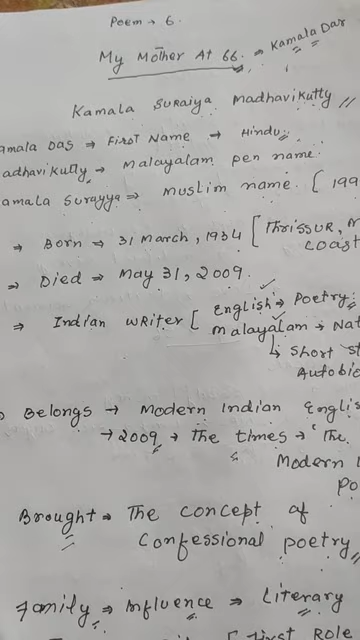 Poem → 6.
My Mother At 66. ⇒ Kamala Das
Kamala Suraiya Madhavikutty //
amala Das ⇒ First Name → Hindu
adhavikutty → Malayalam pen name.
amala Surayya ⇒ Muslim name. [ 199
⇒ Born → 31 March, 1934 [ Thrissur,
Coast
⇒ Died → May 31, 2009.
⇒ Indian Writer [ English → Poetry
Malayalam → Nat
↳ Short st
Autobio
Belongs → Modern Indian Englis
→ 2009 → The times → 'The
Modern
Po
Brought → The concept of
Confessional poetry //
Family ⇒ Influence ⇒ Literary
[ First Role